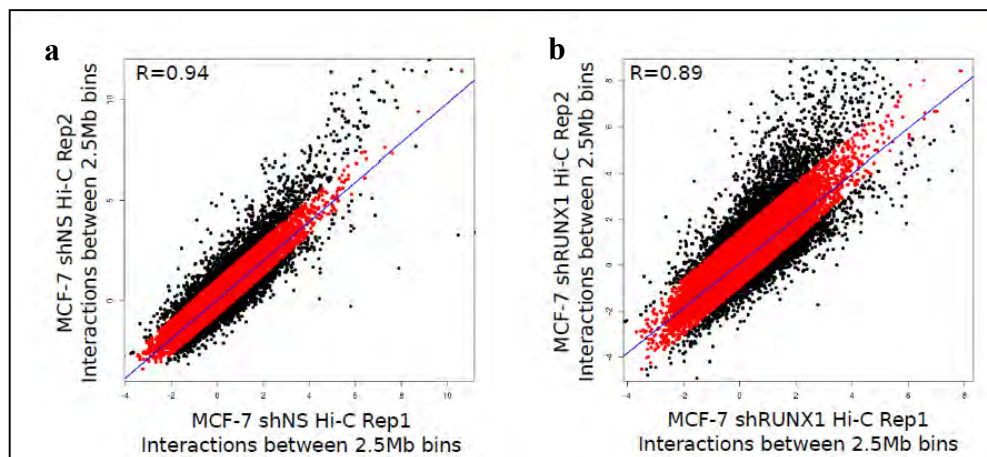 a
R=0.94
MCF-7 shNS Hi-C Rep2
Interactions between 2.5Mb bins
10
5
0
-4
-2
0
2
4
6
8
10
MCF-7 shNS Hi-C Rep1
Interactions between 2.5Mb bins
b
R=0.89
MCF-7 shRUNX1 Hi-C Rep2
Interactions between 2.5Mb bins
8
6
4
2
0
-2
-4
-4
-2
0
2
4
6
8
MCF-7 shRUNX1 Hi-C Rep1
Interactions between 2.5Mb bins